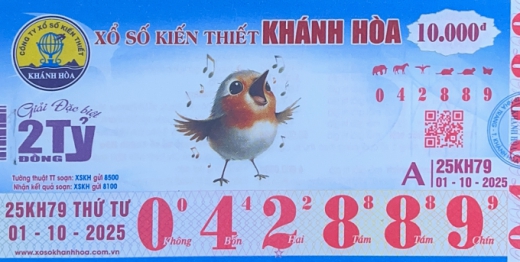 CÔNG TY XỔ SỐ KIẾN THIẾT
KHÁNH HÒA
XỔ SỐ KIẾN THIẾT KHÁNH HÒA
10.000đ
0 4 2 8 8 9
Giải Đặc biệt
2 Tỷ
ĐỒNG
Tường thuật TT soạn: XSKH gửi 8500
Nhận kết quả soạn: XSKH gửi 8100
A
25KH79
01 - 10 - 2025
25KH79 THỨ TƯ
01 - 10 - 2025
0 4 2 8 8 9
Không Bốn Hai Tám Tám Chín
www.xosokhanhhoa.com.vn